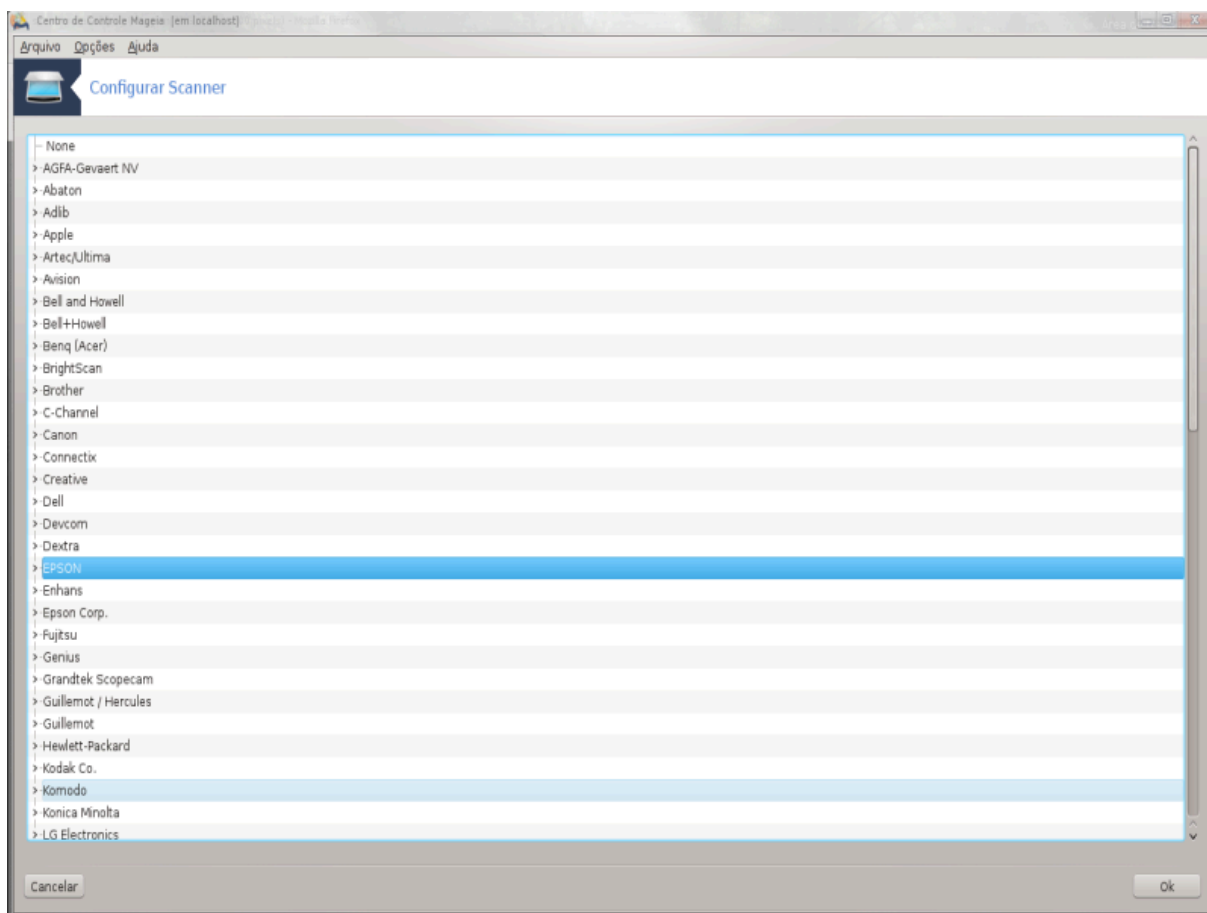 Centro de Controle Mageia [em localhost]
Arquivo Opções Ajuda
Configurar Scanner
None
AGFA-Gevaert NV
Abaton
Adlib
Apple
Artec/Ultima
Avision
Bell and Howell
Bell+Howell
Benq (Acer)
BrightScan
Brother
C-Channel
Canon
Connectix
Creative
Dell
Devcom
Dextra
EPSON
Enhans
Epson Corp.
Fujitsu
Genius
Grandtek Scopecam
Guillemot / Hercules
Guillemot
Hewlett-Packard
Kodak Co.
Komodo
Konica Minolta
LG Electronics
Cancelar Ok